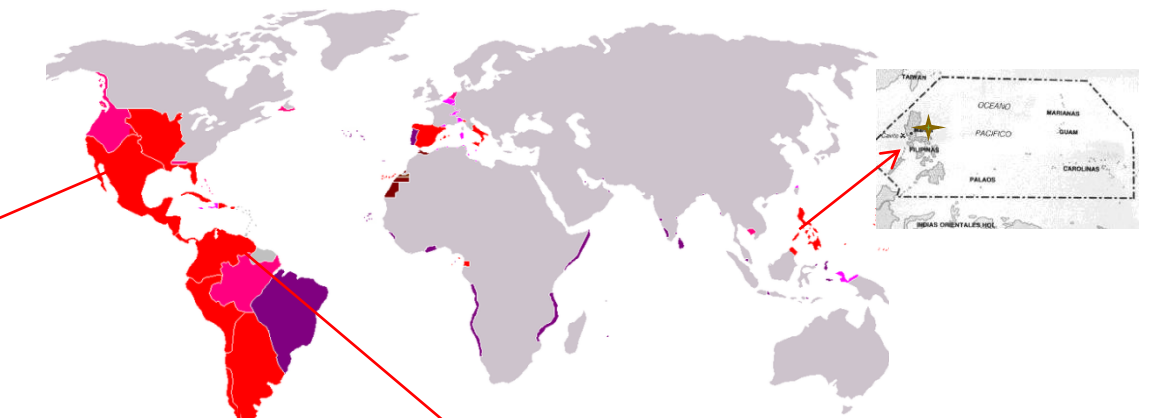 TAIWAN
OCEANO
PACIFICO
MARIANAS
GUAM
Cavite
FILIPINAS
CAROLINAS
PALAOS
INDIAS ORIENTALES HOL.